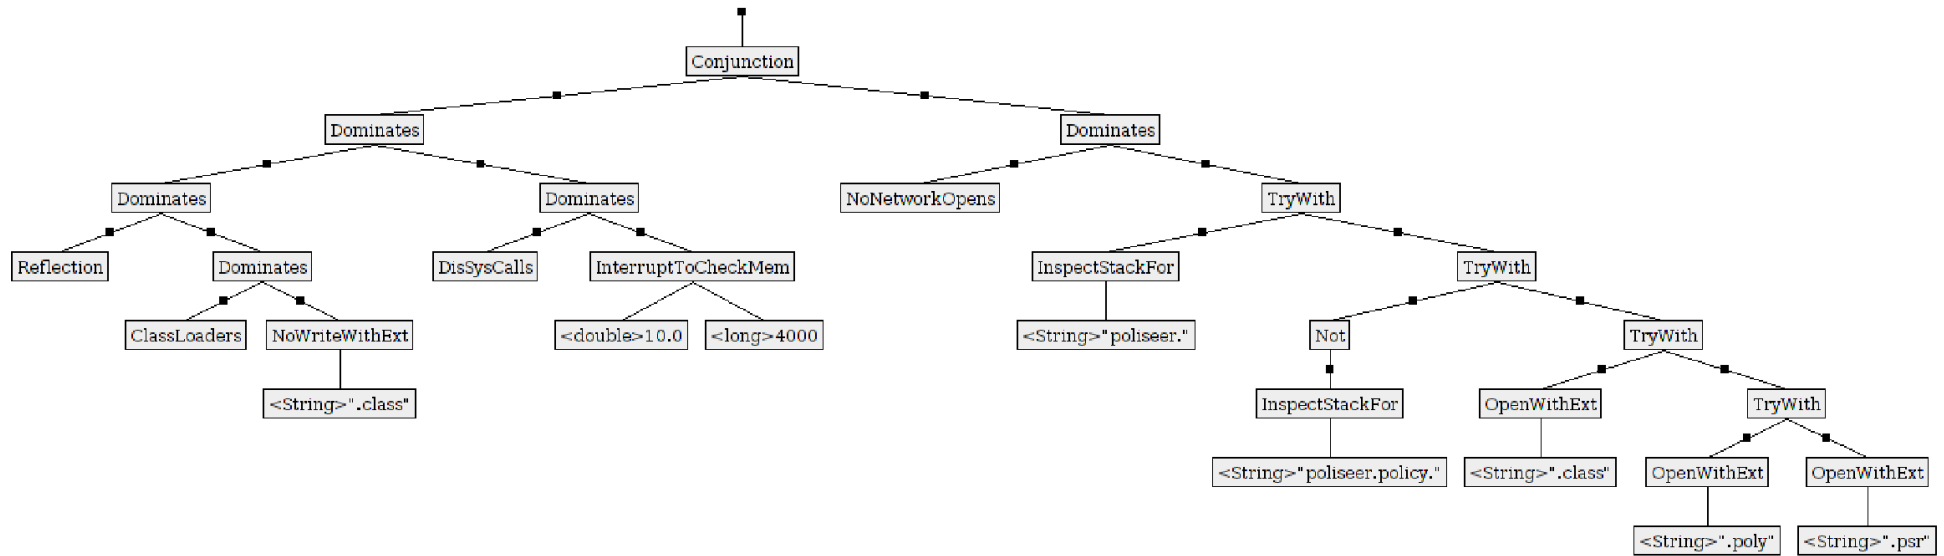 Conjunction
Dominates
Dominates
Dominates
Dominates
NoNetworkOpens
TryWith
Reflection
Dominates
DisSysCalls
InterruptToCheckMem
InspectStackFor
TryWith
ClassLoaders
NoWriteWithExt
<double>10.0
<long>4000
<String>"poliseer."
Not
TryWith
<String>".class"
InspectStackFor
OpenWithExt
TryWith
<String>"poliseer.policy."
<String>".class"
OpenWithExt
OpenWithExt
<String>".poly"
<String>".psr"